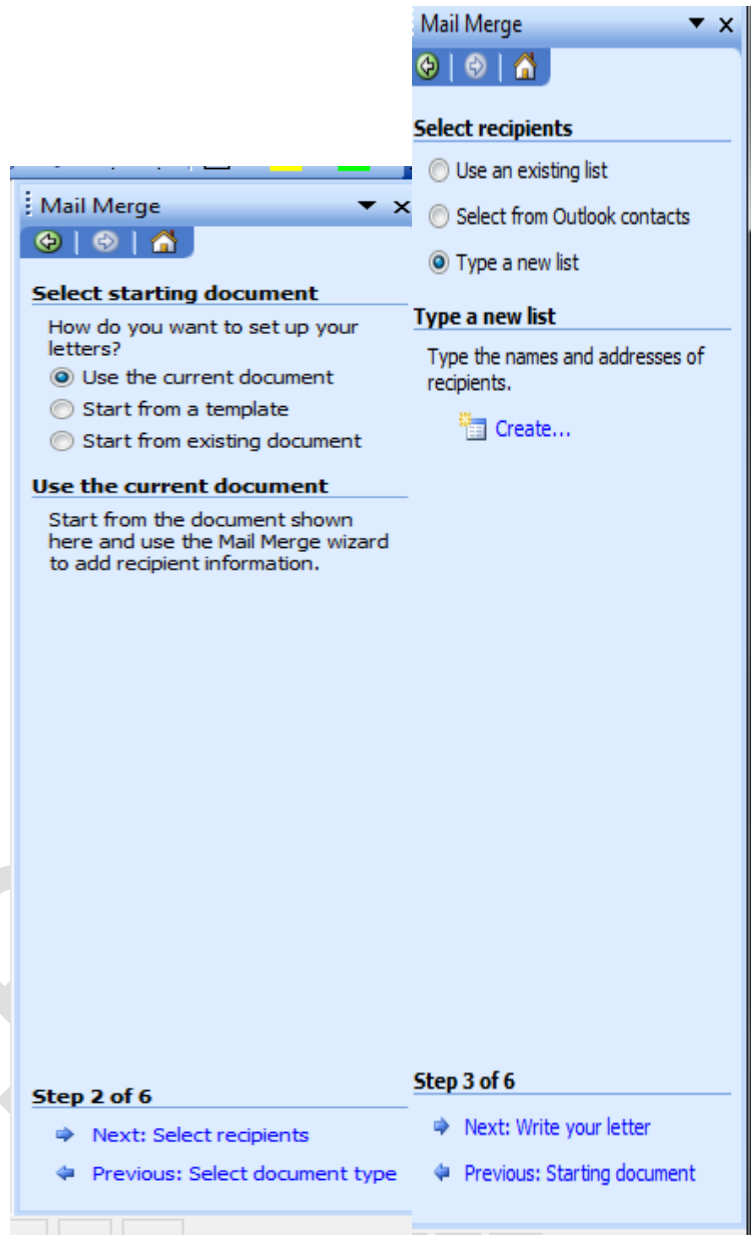 Mail Merge
Select starting document
How do you want to set up your
letters?
Use the current document
Start from a template
Start from existing document
Use the current document
Start from the document shown
here and use the Mail Merge wizard
to add recipient information.
Step 2 of 6
Next: Select recipients
Previous: Select document type
Mail Merge
Select recipients
Use an existing list
Select from Outlook contacts
Type a new list
Type a new list
Type the names and addresses of
recipients.
Create...
Step 3 of 6
Next: Write your letter
Previous: Starting document